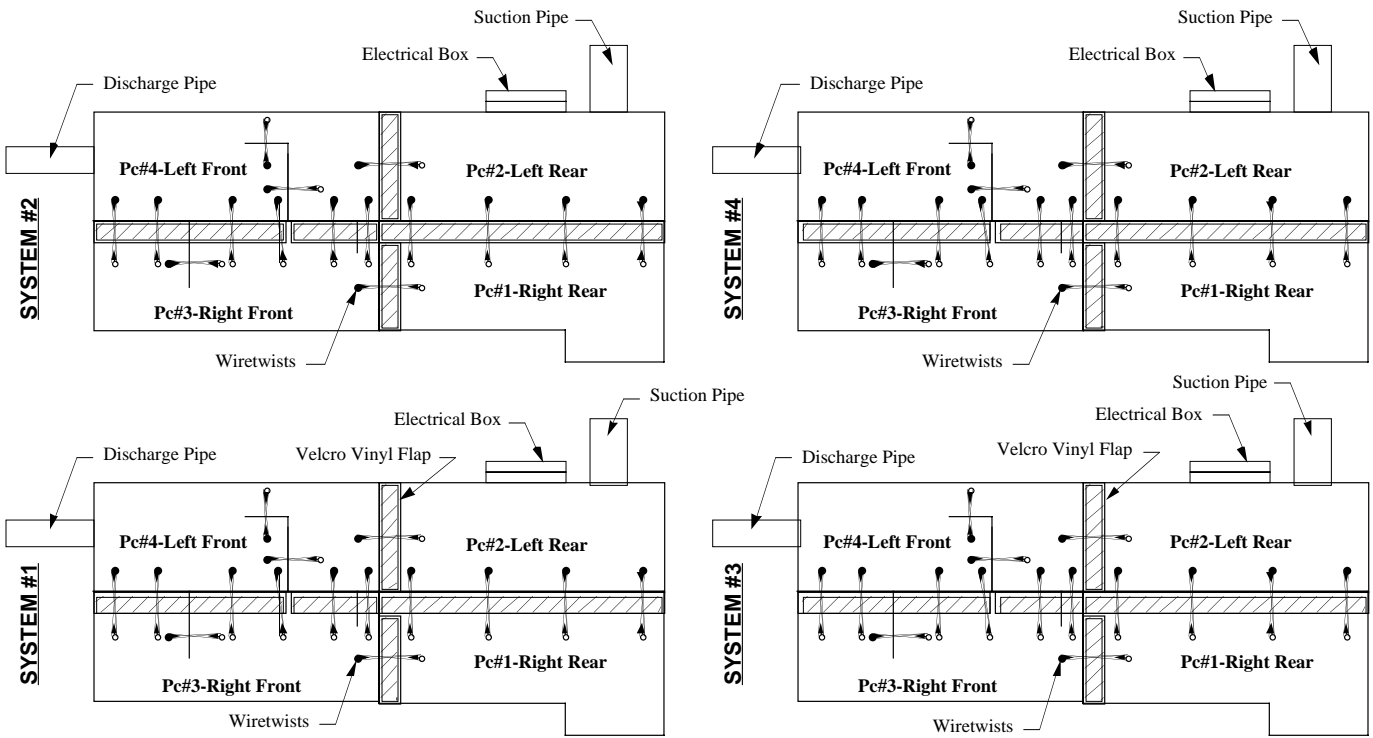 Suction Pipe
Electrical Box
Discharge Pipe
Pc#4-Left Front
Pc#2-Left Rear
SYSTEM #2
Pc#3-Right Front
Pc#1-Right Rear
Wiretwists
Suction Pipe
Electrical Box
Discharge Pipe
Pc#4-Left Front
Pc#2-Left Rear
SYSTEM #4
Pc#3-Right Front
Pc#1-Right Rear
Wiretwists
Suction Pipe
Electrical Box
Velcro Vinyl Flap
Discharge Pipe
Pc#4-Left Front
Pc#2-Left Rear
SYSTEM #1
Pc#3-Right Front
Pc#1-Right Rear
Wiretwists
Suction Pipe
Electrical Box
Velcro Vinyl Flap
Discharge Pipe
Pc#4-Left Front
Pc#2-Left Rear
SYSTEM #3
Pc#3-Right Front
Pc#1-Right Rear
Wiretwists